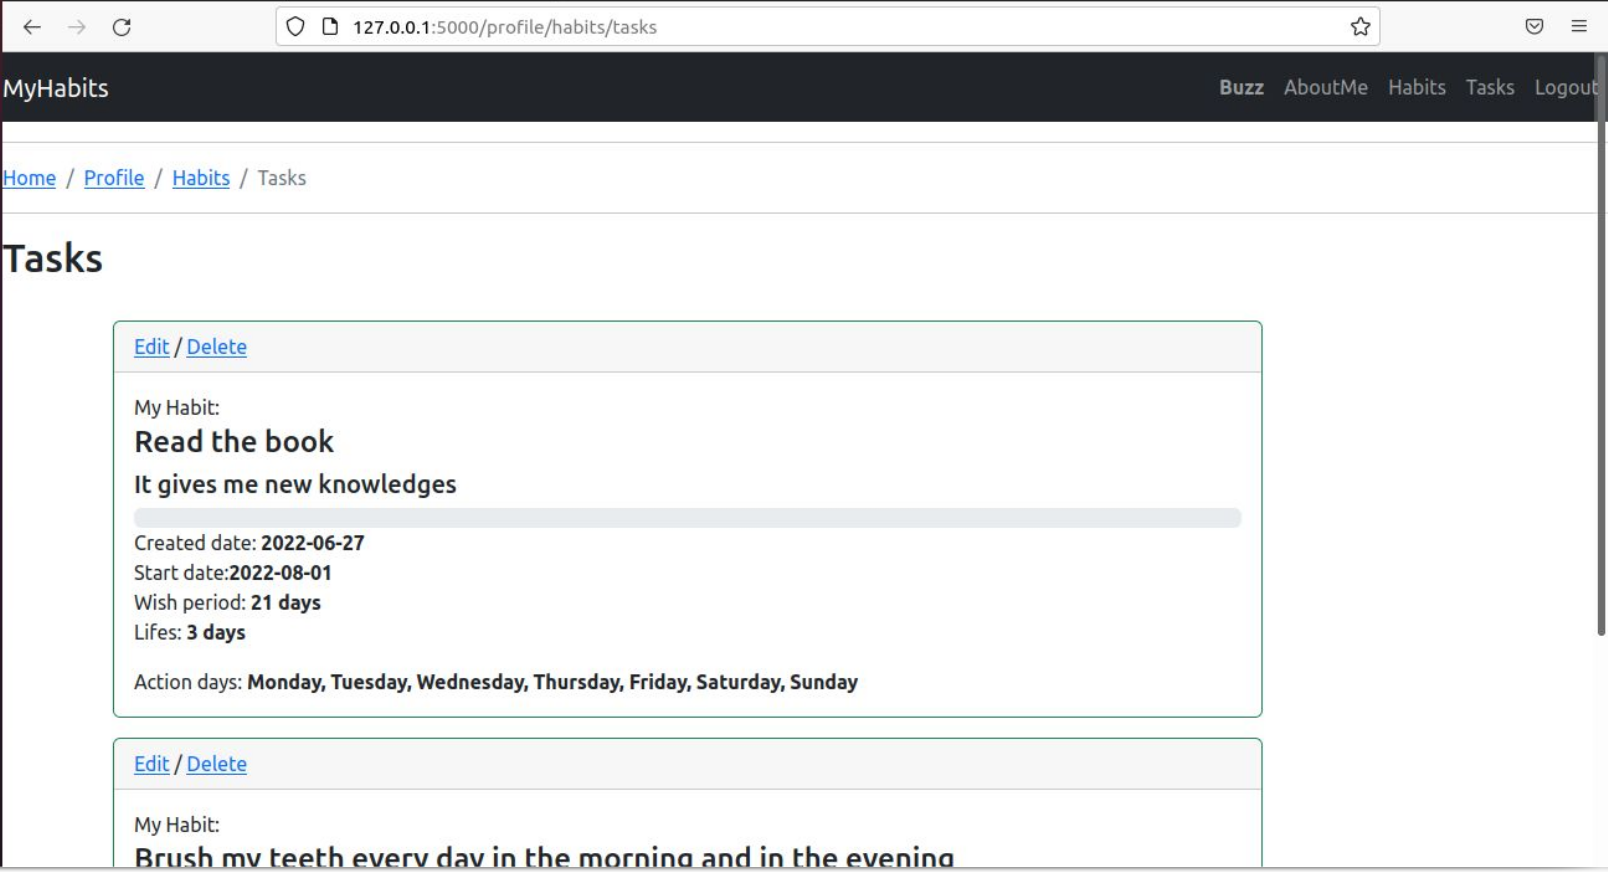 127.0.0.1:5000/profile/habits/tasks
MyHabits Buzz AboutMe Habits Tasks Logout
Home / Profile / Habits / Tasks
Tasks
Edit / Delete
My Habit:
Read the book
It gives me new knowledges
Created date: 2022-06-27
Start date:2022-08-01
Wish period: 21 days
Lifes: 3 days
Action days: Monday, Tuesday, Wednesday, Thursday, Friday, Saturday, Sunday
Edit / Delete
My Habit:
Brush my teeth every day in the morning and in the evening